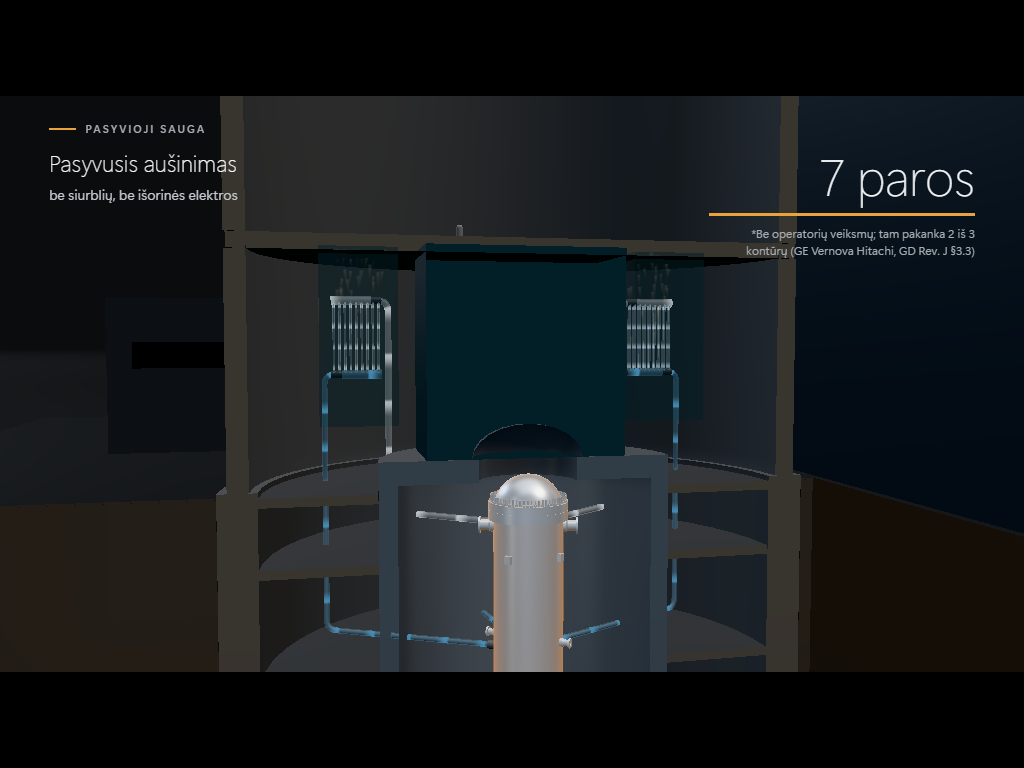 PASYVIOJI SAUGA
Pasyvusis aušinimas
be siurblių, be išorinės elektros
7 paros
*Be operatorių veiksmų; tam pakanka 2 iš 3
kontūrų (GE Vernova Hitachi, GD Rev. J §3.3)